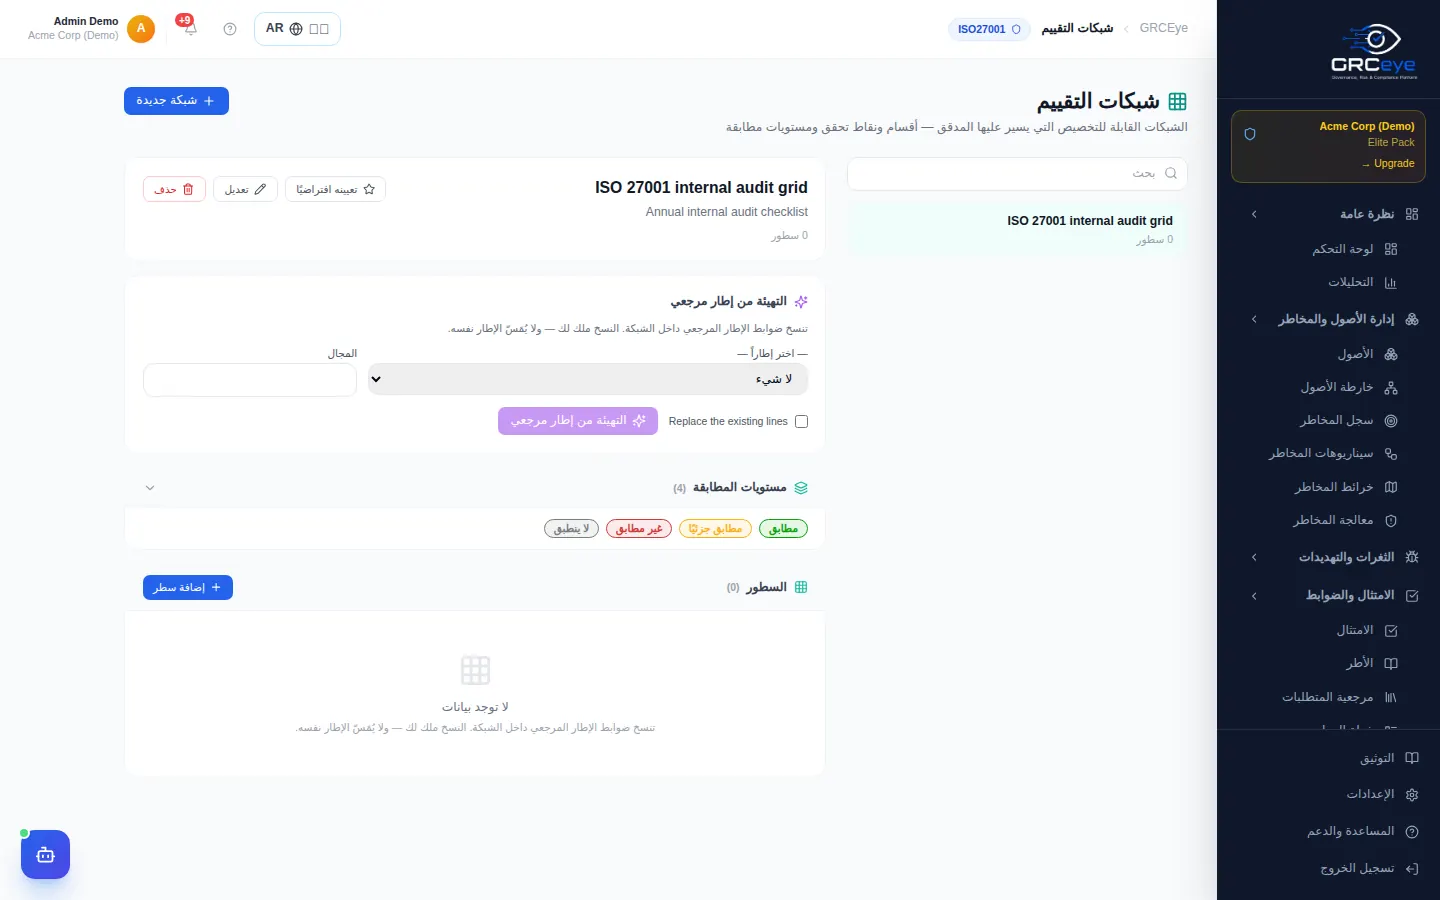 GRCeye
Governance, Risk & Compliance Platform
Acme Corp (Demo)
Elite Pack
Upgrade →
نظرة عامة
لوحة التحكم
التحليلات
إدارة الأصول والمخاطر
الأصول
خارطة الأصول
سجل المخاطر
سيناريوهات المخاطر
خرائط المخاطر
معالجة المخاطر
الثغرات والتهديدات
الامتثال والضوابط
الامتثال
الأطر
مرجعية المتطلبات
التوثيق
الإعدادات
المساعدة والدعم
تسجيل الخروج
GRCEye
شبكات التقييم
ISO27001
AR
+9
A
Admin Demo
Acme Corp (Demo)
شبكات التقييم
الشبكات القابلة للتخصيص التي يسير عليها المدقق — أقسام ونقاط تحقق ومستويات مطابقة
شبكة جديدة
بحث
ISO 27001 internal audit grid
0 سطور
ISO 27001 internal audit grid
Annual internal audit checklist
0 سطور
تعيينه افتراضيًا
تعديل
حذف
التهيئة من إطار مرجعي
تنسخ ضوابط الإطار المرجعي داخل الشبكة. النسخ ملك لك — ولا يُمَسّ الإطار نفسه.
— اختر إطاراً —
المجال
لا شيء
Replace the existing lines
التهيئة من إطار مرجعي
مستويات المطابقة (4)
مطابق
مطابق جزئيًا
غير مطابق
لا ينطبق
السطور (0)
إضافة سطر
لا توجد بيانات
تنسخ ضوابط الإطار المرجعي داخل الشبكة. النسخ ملك لك — ولا يُمَسّ الإطار نفسه.